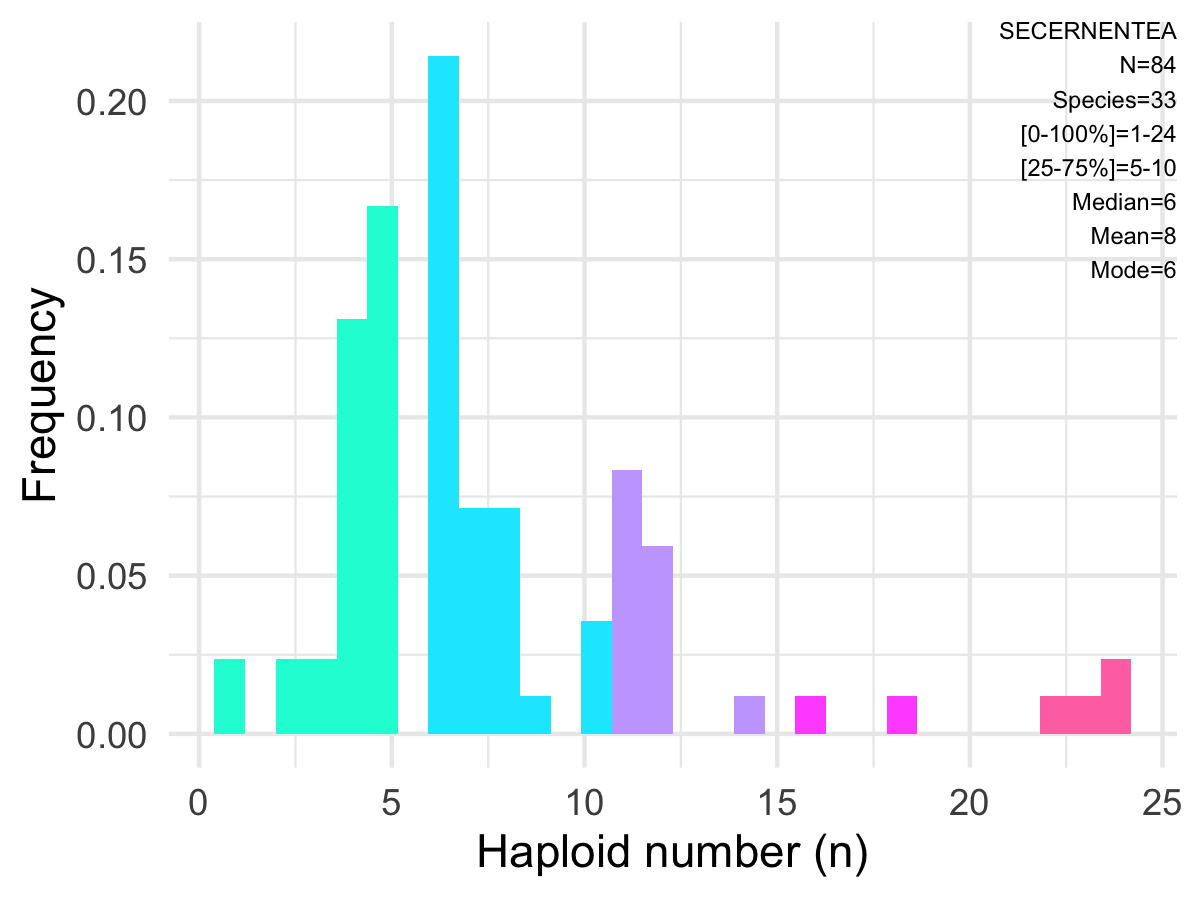 SECERNENTEA
N=84
Species=33
[0-100%]=1-24
[25-75%]=5-10
Median=6
Mean=8
Mode=6
Frequency
0.20
0.15
0.10
0.05
0.00
0 5 10 15 20 25
Haploid number (n)